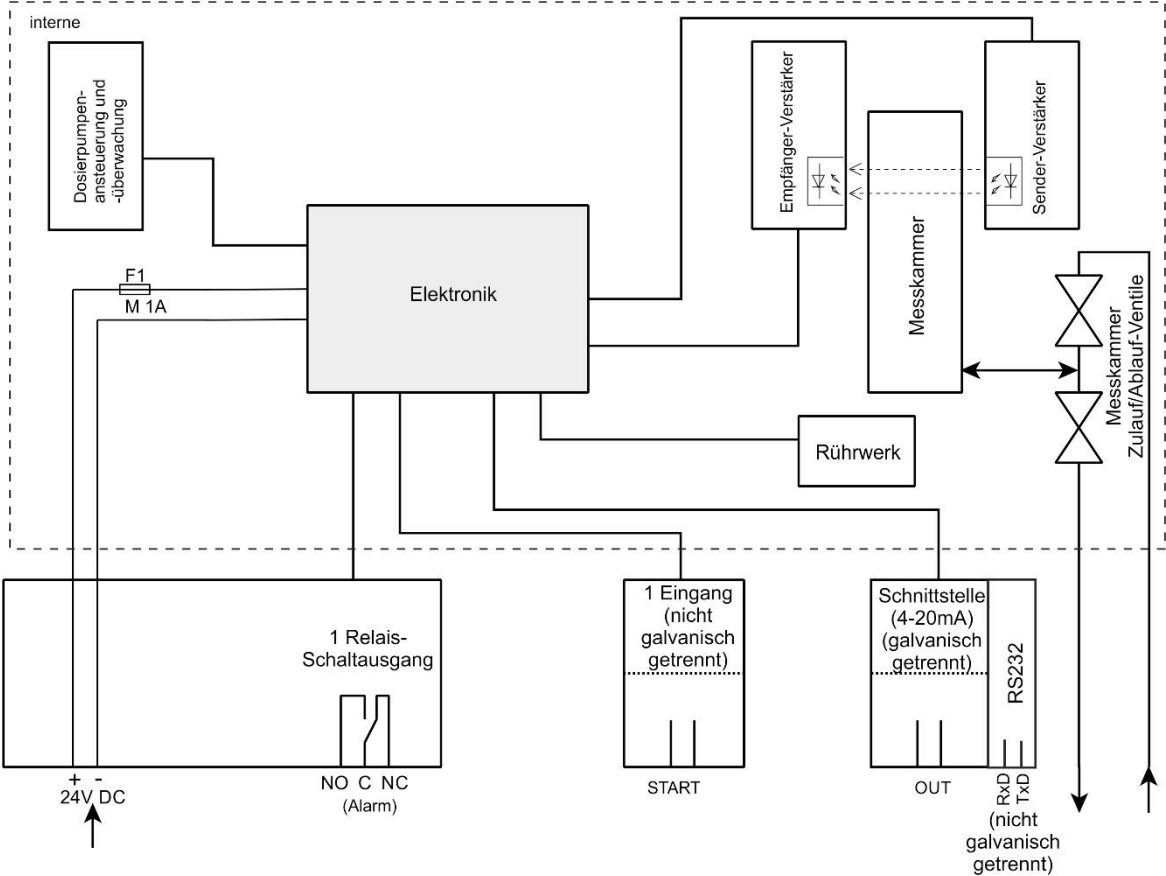 interne
Dosierpumpen-
ansteuerung und
-überwachung
F1
M 1A
Elektronik
Empfänger-Verstärker
Messkammer
Sender-Verstärker
Messkammer
Zulauf/Ablauf-Ventile
Rührwerk
1 Relais-
Schaltausgang
NO C NC
(Alarm)
+ -
24V DC
1 Eingang
(nicht
galvanisch
getrennt)
START
Schnittstelle
(4-20mA)
(galvanisch
getrennt)
OUT
RS232
RxD
TxD
(nicht
galvanisch
getrennt)